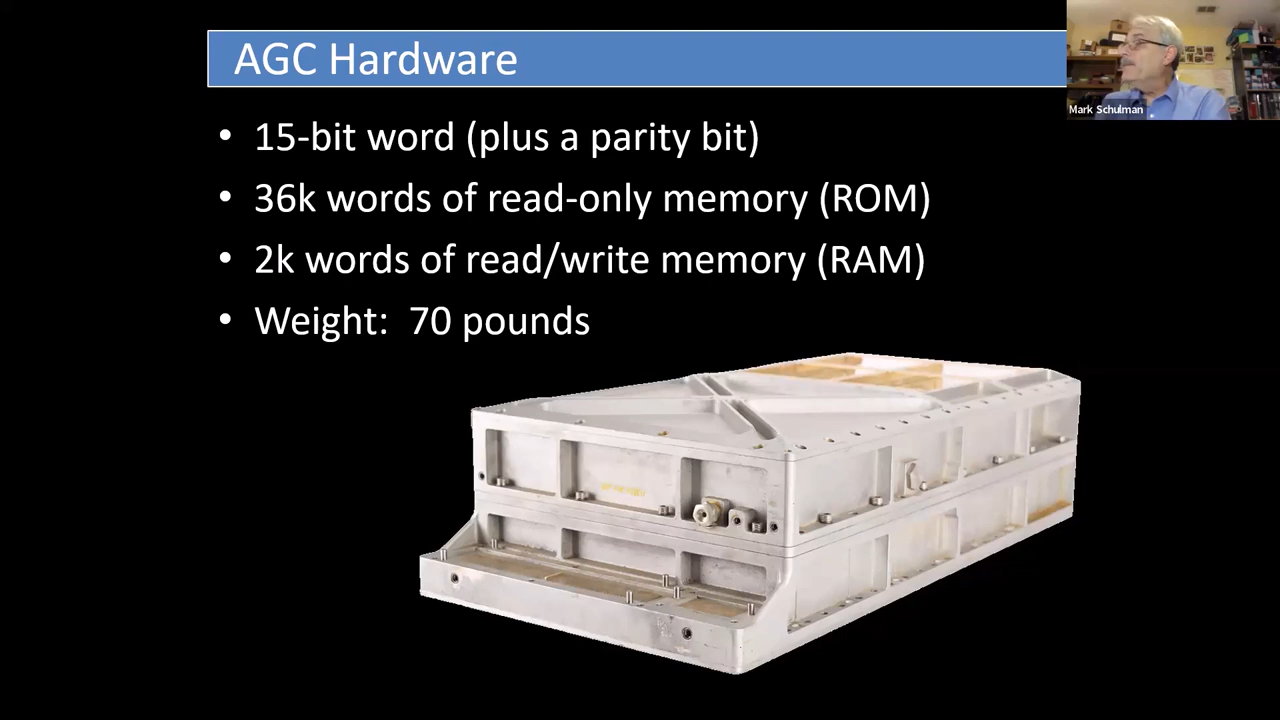 AGC Hardware
Mark Schulman
• 15-bit word (plus a parity bit)
• 36k words of read-only memory (ROM)
• 2k words of read/write memory (RAM)
• Weight: 70 pounds